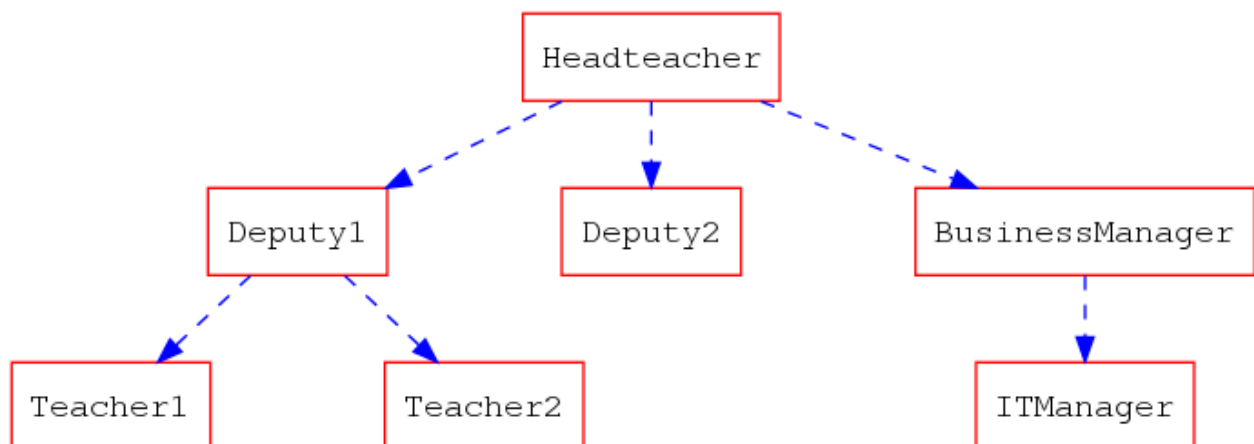 Headteacher
Deputy1
Deputy2
BusinessManager
Teacher1
Teacher2
ITManager